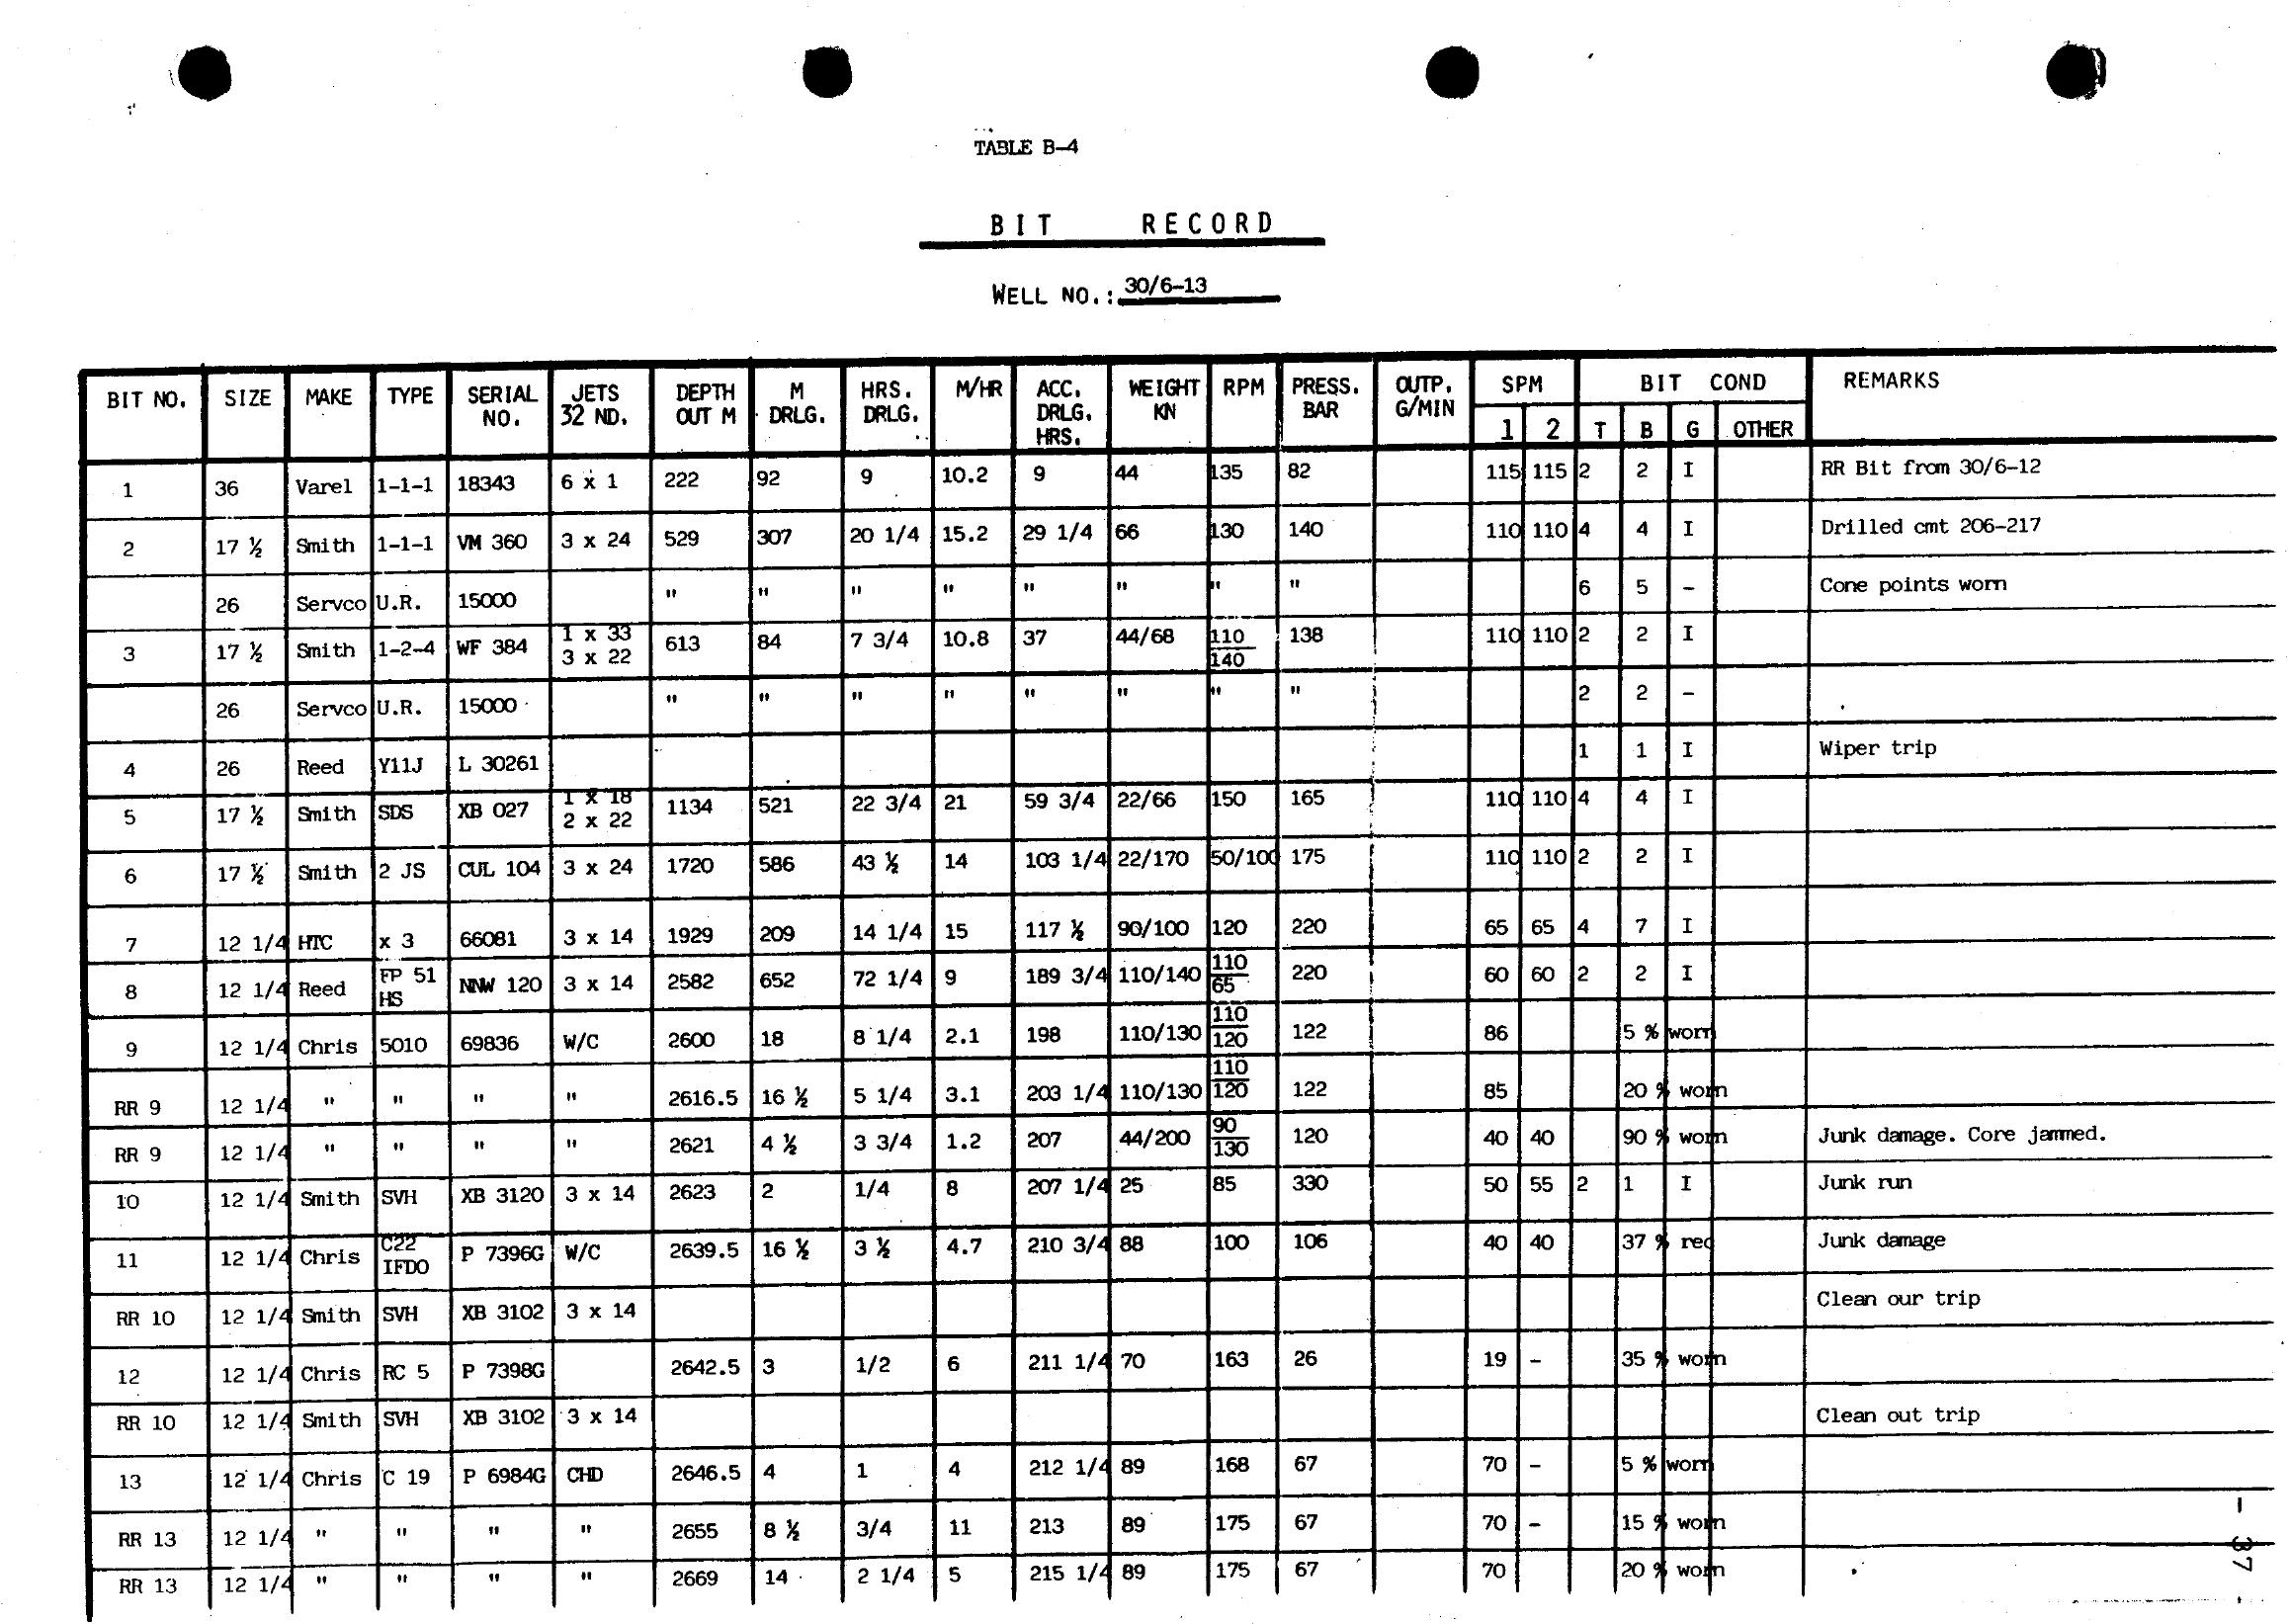 TABLE B-4
BIT RECORD
WELL NO.: 30/6-13
BIT NO. SIZE MAKE TYPE SERIAL NO. JETS 32 ND. DEPTH OUT M M DRLG. HRS. DRLG. M/HR ACC. DRLG. HRS. WEIGHT KN RPM PRESS. BAR OUTP. G/MIN SPM 1 2 BIT COND T B G OTHER REMARKS
1 36 Varel 1-1-1 18343 6 x 1 222 92 9 10.2 9 44 135 82 115 115 2 2 I RR Bit from 30/6-12
2 17 ½ Smith 1-1-1 VM 360 3 x 24 529 307 20 1/4 15.2 29 1/4 66 130 140 110 110 4 4 I Drilled cmt 206-217
26 Servco U.R. 15000 " " " " " " " " 6 5 - Cone points worn
3 17 ½ Smith 1-2-4 WF 384 1 x 33 3 x 22 613 84 7 3/4 10.8 37 44/68 110 140 138 110 110 2 2 I
26 Servco U.R. 15000 " " " " " " " " 2 2 -
4 26 Reed Y11J L 30261 1 1 I Wiper trip
5 17 ½ Smith SDS XB 027 1 x 18 2 x 22 1134 521 22 3/4 21 59 3/4 22/66 150 165 110 110 4 4 I
6 17 ½ Smith 2 JS CUL 104 3 x 24 1720 586 43 ½ 14 103 1/4 22/170 50/100 175 110 110 2 2 I
7 12 1/4 HTC x 3 66081 3 x 14 1929 209 14 1/4 15 117 ½ 90/100 120 220 65 65 4 7 I
8 12 1/4 Reed FP 51 HS NNW 120 3 x 14 2582 652 72 1/4 9 189 3/4 110/140 110 65 220 60 60 2 2 I
9 12 1/4 Chris 5010 69836 W/C 2600 18 8 1/4 2.1 198 110/130 110 120 122 86 5 % worn
RR 9 12 1/4 " " " " 2616.5 16 ½ 5 1/4 3.1 203 1/4 110/130 110 120 122 85 20 % worn
RR 9 12 1/4 " " " " 2621 4 ½ 3 3/4 1.2 207 44/200 90 130 120 40 40 90 % worn Junk damage. Core jammed.
10 12 1/4 Smith SVH XB 3120 3 x 14 2623 2 1/4 8 207 1/4 25 85 330 50 55 2 1 I Junk run
11 12 1/4 Chris C22 IFDO P 7396G W/C 2639.5 16 ½ 3 ½ 4.7 210 3/4 88 100 106 40 40 37 % red Junk damage
RR 10 12 1/4 Smith SVH XB 3102 3 x 14 Clean our trip
12 12 1/4 Chris RC 5 P 7398G 2642.5 3 1/2 6 211 1/4 70 163 26 19 - 35 % worn
RR 10 12 1/4 Smith SVH XB 3102 3 x 14 Clean out trip
13 12 1/4 Chris C 19 P 6984G CHD 2646.5 4 1 4 212 1/4 89 168 67 70 - 5 % worn
RR 13 12 1/4 " " " " 2655 8 ½ 3/4 11 213 89 175 67 70 - 15 % worn
RR 13 12 1/4 " " " " 2669 14 2 1/4 5 215 1/4 89 175 67 70 20 % worn
- 37 -